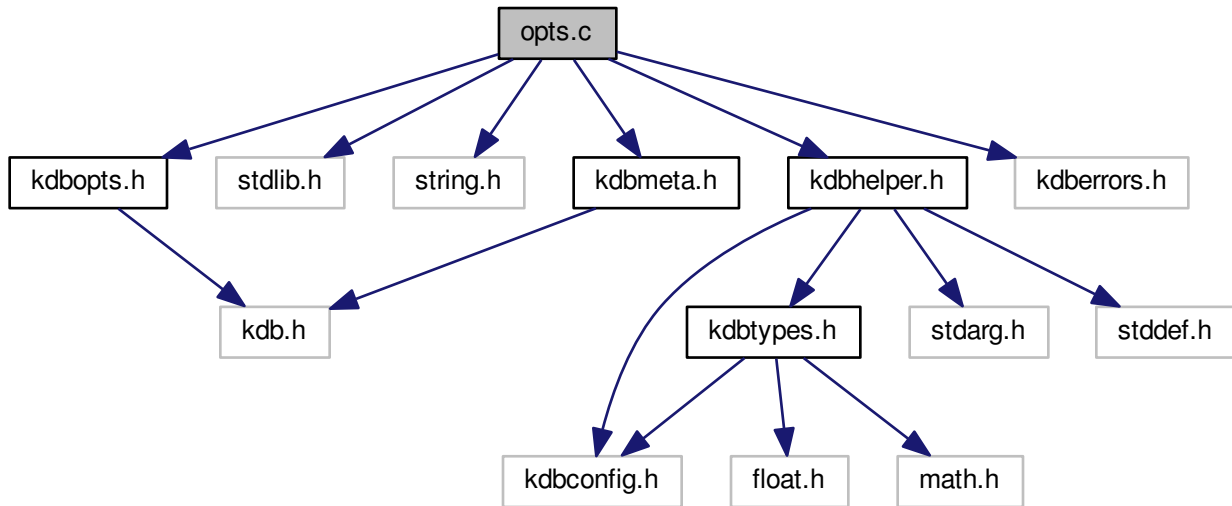 opts.c
kdbopts.h
stdlib.h
string.h
kdbmeta.h
kdbhelper.h
kdberrors.h
kdb.h
kdbtypes.h
stdarg.h
stddef.h
kdbconfig.h
float.h
math.h